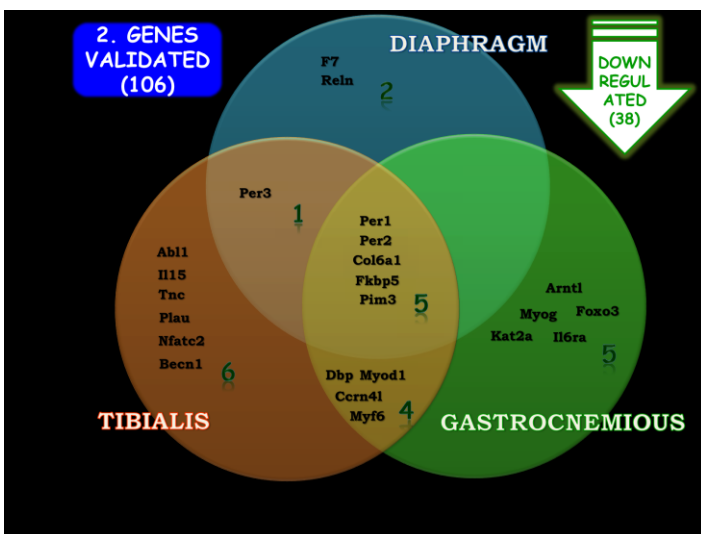 2. GENES
VALIDATED
(106)
DIAPHRAGM
DOWN
REGUL
ATED
(38)
F7
Reln
2
Per3
1
Per1
Per2
Col6a1
Fkbp5
Pim3
5
Abl1
Il15
Tnc
Plau
Nfatc2
Becn1
6
Arntl
Myog Foxo3
Kat2a Il6ra
5
Dbp Myod1
Ccrn4l
Myf6
4
TIBIALIS
GASTROCNEMIOUS